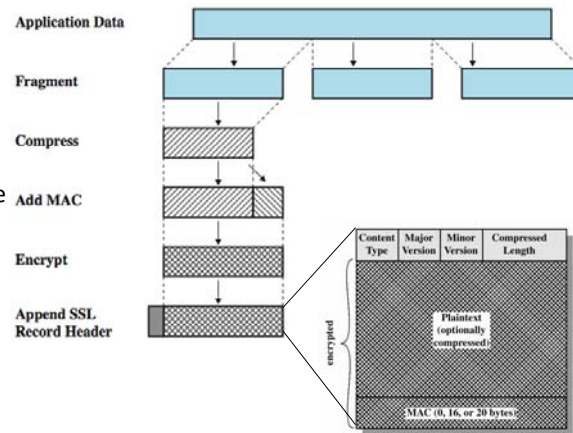 Application Data
Fragment
Compress
e
Add MAC
Encrypt
Append SSL
Record Header
Content
Type
Major
Version
Minor
Version
Compressed
Length
encrypted
Plaintext
(optionally
compressed)
MAC (0, 16, or 20 bytes)